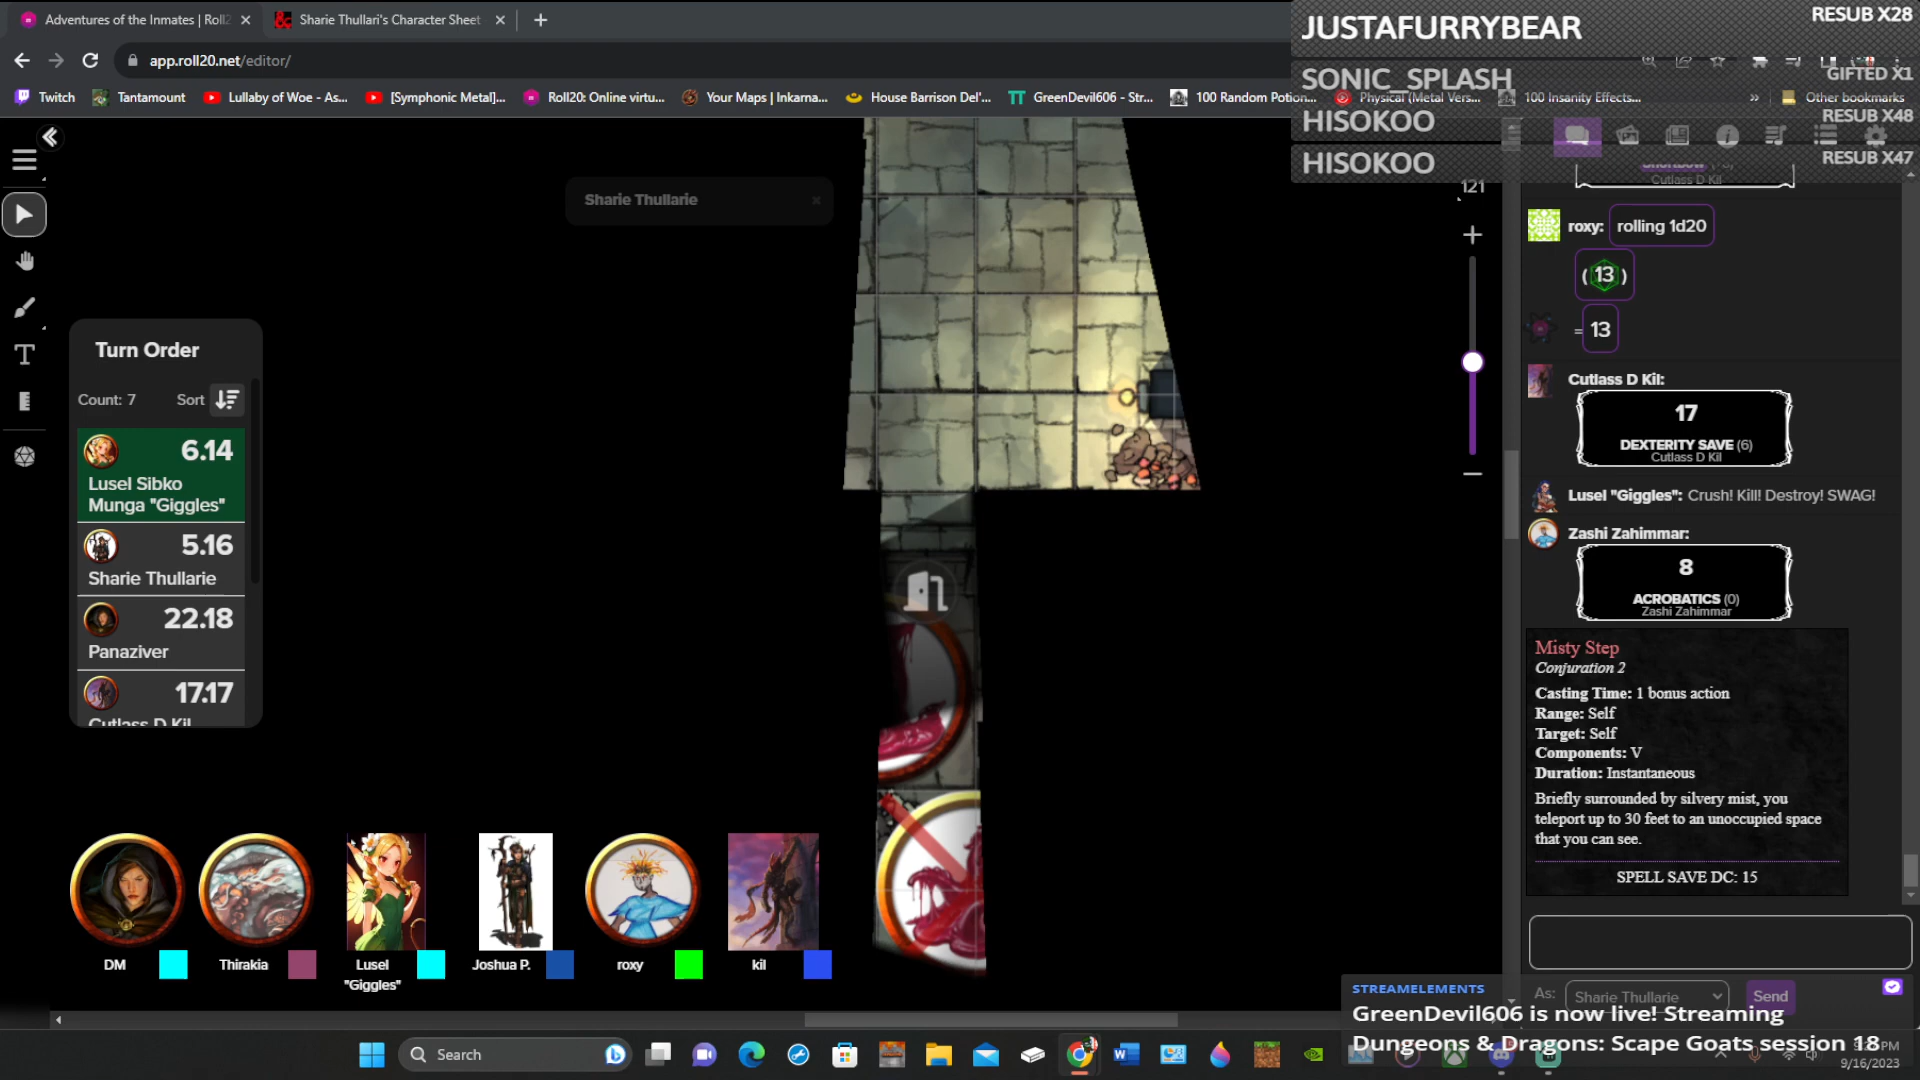 Adventures of the Inmates | Roll2
Sharie Thullari's Character Sheet
app.roll20.net/editor/
Twitch
Tantamount
Lullaby of Woe - As...
[Symphonic Metal]...
Roll20: Online virtu...
Your Maps | Inkarna...
House Barrison Del'...
GreenDevil606 - Str...
100 Random Potion...
Physical (Metal Vers...
100 Insanity Effects...
Other bookmarks
JUSTAFURRYBEAR
RESUB X28
SONIC_SPLASH
GIFTED X1
HISOKOO
RESUB X48
HISOKOO
RESUB X47
Sharie Thullarie
121
Turn Order
Count: 7
Sort
6.14
Lusel Sibko
Munga "Giggles"
5.16
Sharie Thullarie
22.18
Panaziver
17.17
Cutlass D Kil
DM
Thirakia
Lusel
"Giggles"
Joshua P.
roxy
kil
Cutlass D Kil
roxy: rolling 1d20
(13)
=13
Cutlass D Kil:
17
DEXTERITY SAVE (6)
Cutlass D Kil
Lusel "Giggles": Crush! Kill! Destroy! SWAG!
Zashi Zahimmar:
8
ACROBATICS (0)
Zashi Zahimmar
Misty Step
Conjuration 2
Casting Time: 1 bonus action
Range: Self
Target: Self
Components: V
Duration: Instantaneous
Briefly surrounded by silvery mist, you
teleport up to 30 feet to an unoccupied space
that you can see.
SPELL SAVE DC: 15
As:
Sharie Thullarie
Send
STREAMELEMENTS
GreenDevil606 is now live! Streaming
Dungeons & Dragons: Scape Goats session 18
Search
PM
9/16/2023